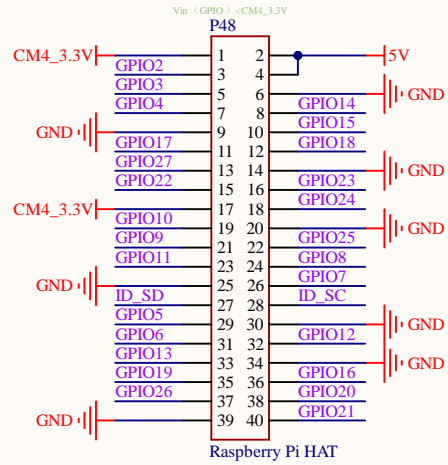 Vin（GPIO）<CM4_3.3V
P48
CM4_3.3V 1 2 5V
GPIO2 3 4
GPIO3 5 6 GND
GPIO4 7 8 GPIO14
GND 9 10 GPIO15
GPIO17 11 12 GPIO18
GPIO27 13 14 GND
GPIO22 15 16 GPIO23
CM4_3.3V 17 18 GPIO24
GPIO10 19 20 GND
GPIO9 21 22 GPIO25
GPIO11 23 24 GPIO8
GND 25 26 GPIO7
ID_SD 27 28 ID_SC
GPIO5 29 30 GND
GPIO6 31 32 GPIO12
GPIO13 33 34 GND
GPIO19 35 36 GPIO16
GPIO26 37 38 GPIO20
GND 39 40 GPIO21
Raspberry Pi HAT